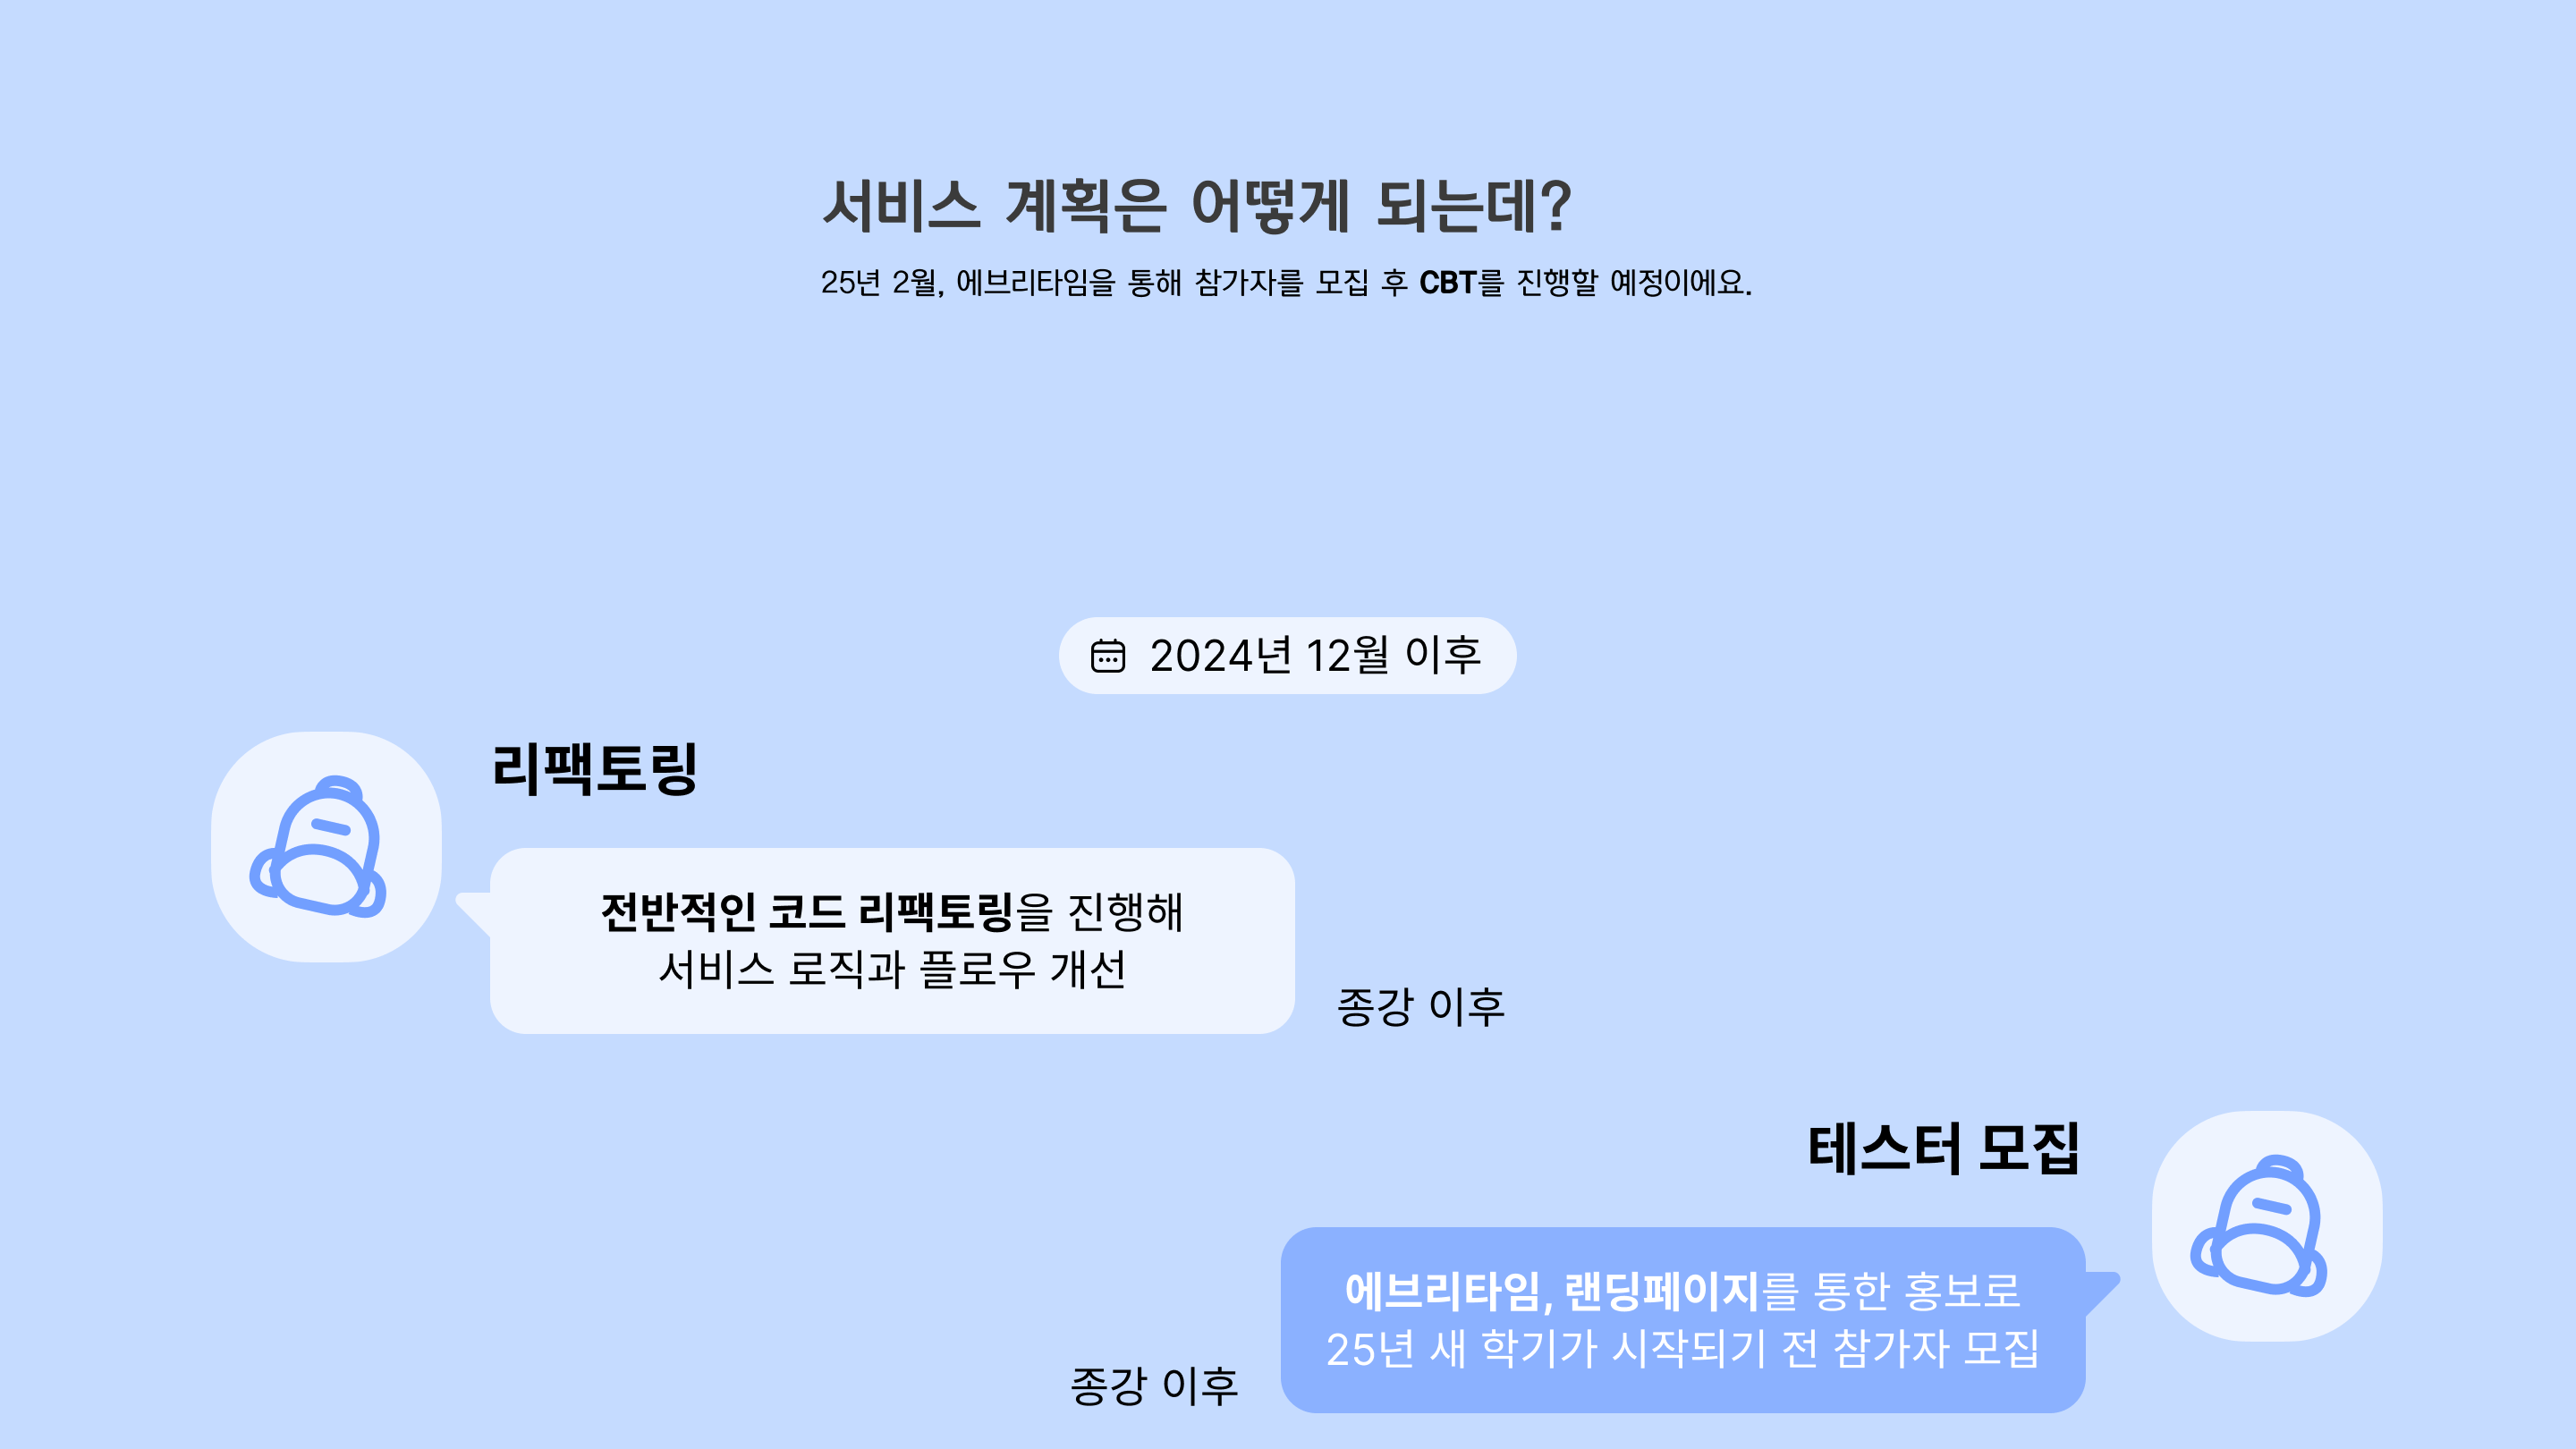 서비스 계획은 어떻게 되는데?
25년 2월, 에브리타임을 통해 참가자를 모집 후 CBT를 진행할 예정이에요.
2024년 12월 이후
리팩토링
전반적인 코드 리팩토링을 진행해
서비스 로직과 플로우 개선
종강 이후
테스터 모집
에브리타임, 랜딩페이지를 통한 홍보로
25년 새 학기가 시작되기 전 참가자 모집
종강 이후